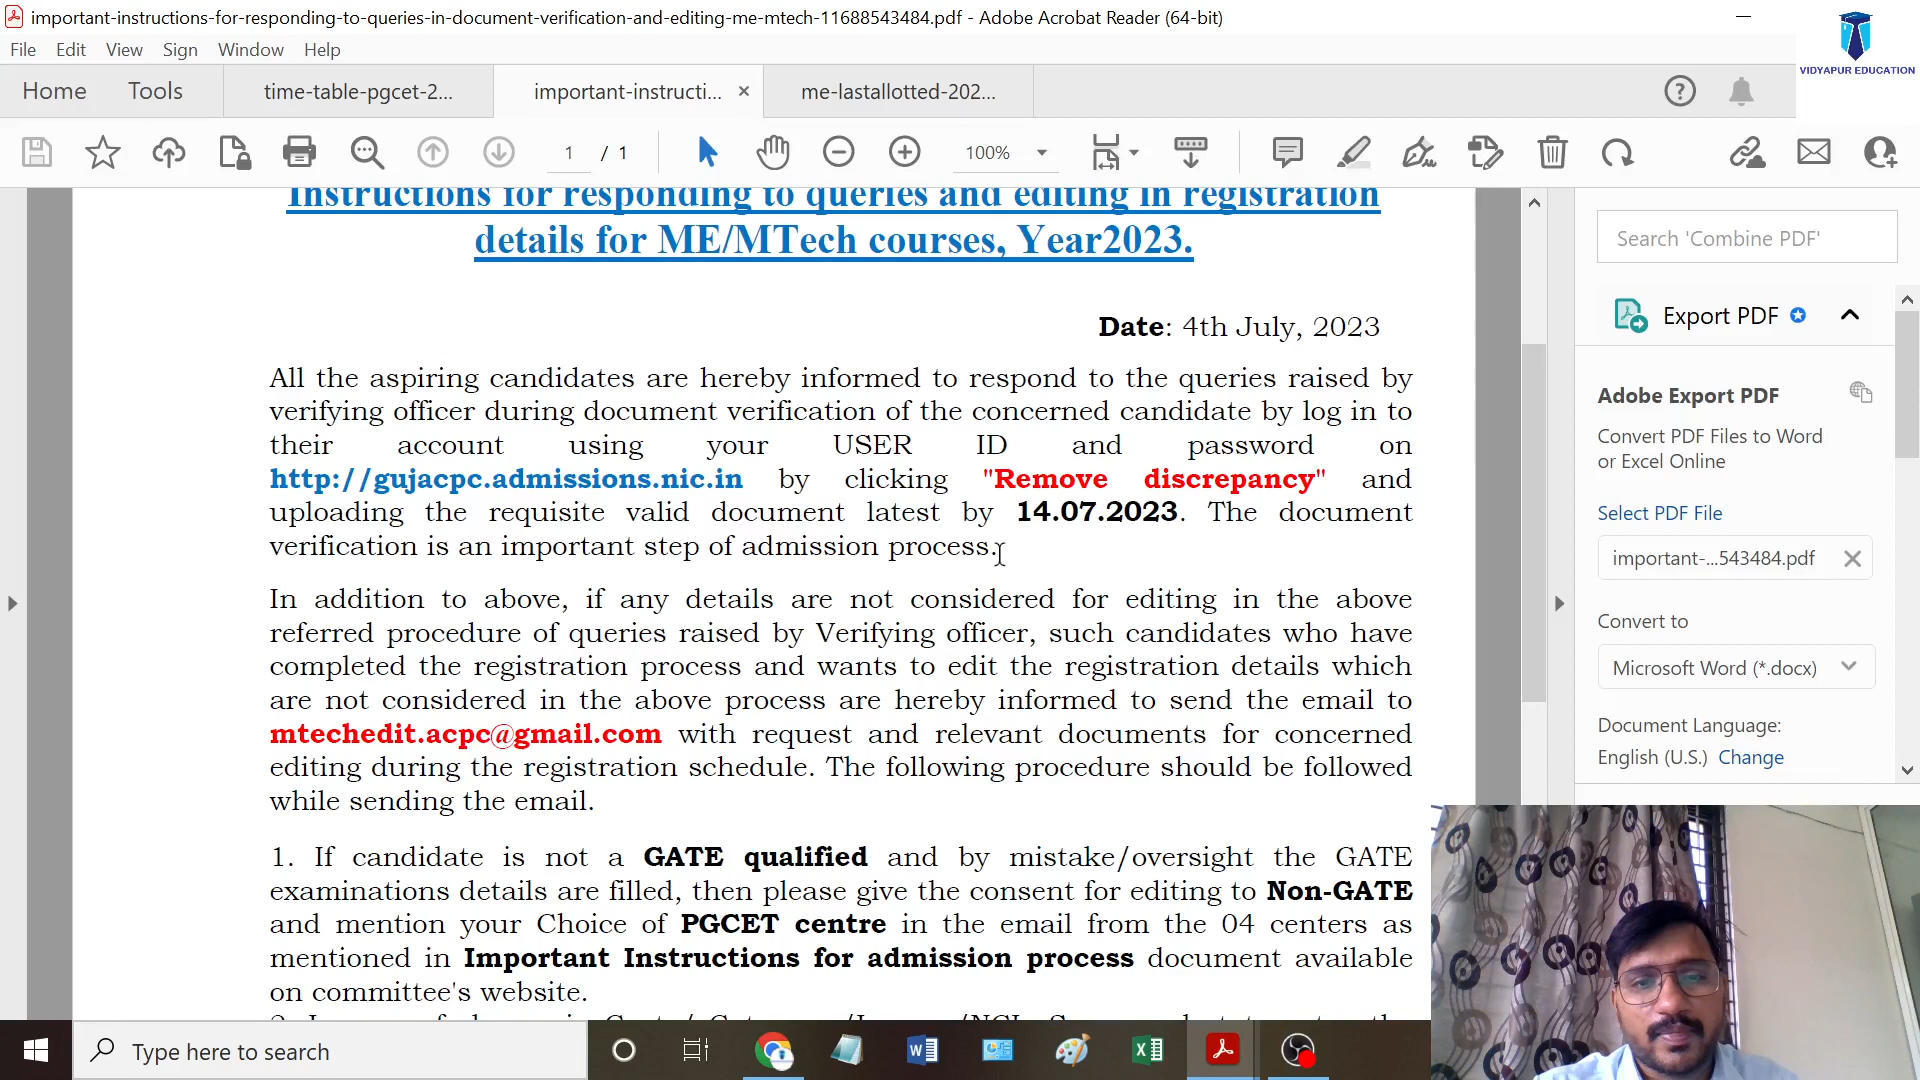 important-instructions-for-responding-to-queries-in-document-verification-and-editing-me-mtech-11688543484.pdf - Adobe Acrobat Reader (64-bit)
File Edit View Sign Window Help
VIDYAPUR EDUCATION
Home Tools time-table-pgcet-2... important-instructi... × me-lastallotted-202...
1 / 1 100%
Instructions for responding to queries and editing in registration
details for ME/MTech courses, Year2023.
Date: 4th July, 2023
All the aspiring candidates are hereby informed to respond to the queries raised by
verifying officer during document verification of the concerned candidate by log in to
their account using your USER ID and password on
http://gujacpc.admissions.nic.in by clicking "Remove discrepancy" and
uploading the requisite valid document latest by 14.07.2023. The document
verification is an important step of admission process.
In addition to above, if any details are not considered for editing in the above
referred procedure of queries raised by Verifying officer, such candidates who have
completed the registration process and wants to edit the registration details which
are not considered in the above process are hereby informed to send the email to
mtechedit.acpc@gmail.com with request and relevant documents for concerned
editing during the registration schedule. The following procedure should be followed
while sending the email.
1. If candidate is not a GATE qualified and by mistake/oversight the GATE
examinations details are filled, then please give the consent for editing to Non-GATE
and mention your Choice of PGCET centre in the email from the 04 centers as
mentioned in Important Instructions for admission process document available
on committee's website.
Search 'Combine PDF'
Export PDF
Adobe Export PDF
Convert PDF Files to Word
or Excel Online
Select PDF File
important-...543484.pdf
Convert to
Microsoft Word (*.docx)
Document Language:
English (U.S.) Change
Type here to search